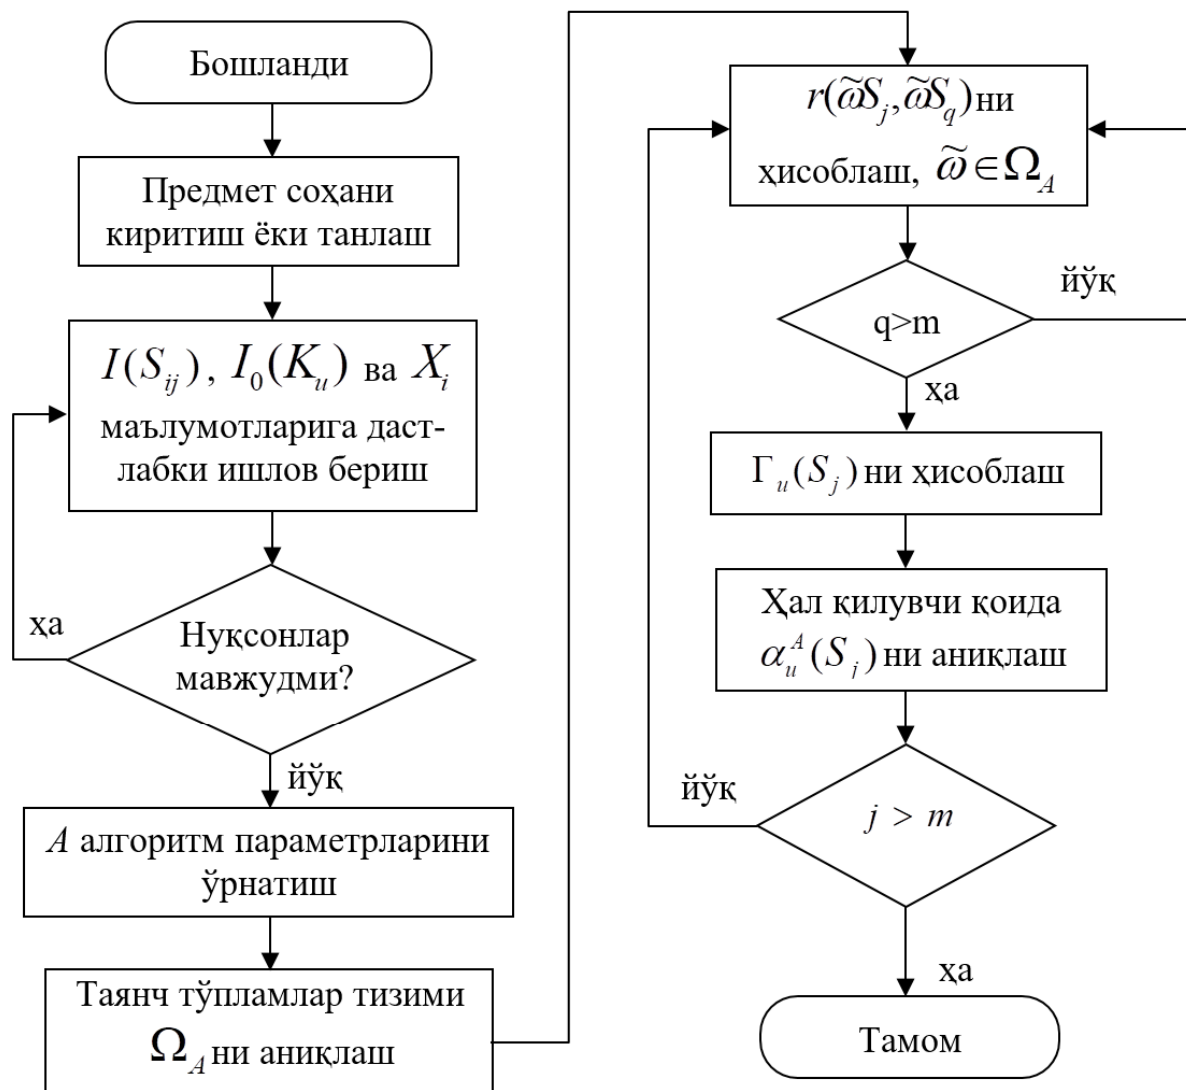 Бошланди
Предмет соҳани
киритиш ёки танлаш
I(S_{ij}), I_0(K_u) ва X_i
маълумотларига даст-
лабки ишлов бериш
ҳа
Нуқсонлар
мавжудми?
йўқ
A алгоритм параметрларини
ўрнатиш
Таянч тўпламлар тизими
Ω_A ни аниқлаш
r(ω̃S_j, ω̃S_q) ни
ҳисоблаш, ω̃ ∈ Ω_A
q>m
йўқ
ҳа
Γ_u(S_j) ни ҳисоблаш
Ҳал қилувчи қоида
α_u^A(S_j) ни аниқлаш
йўқ
j > m
ҳа
Тамом